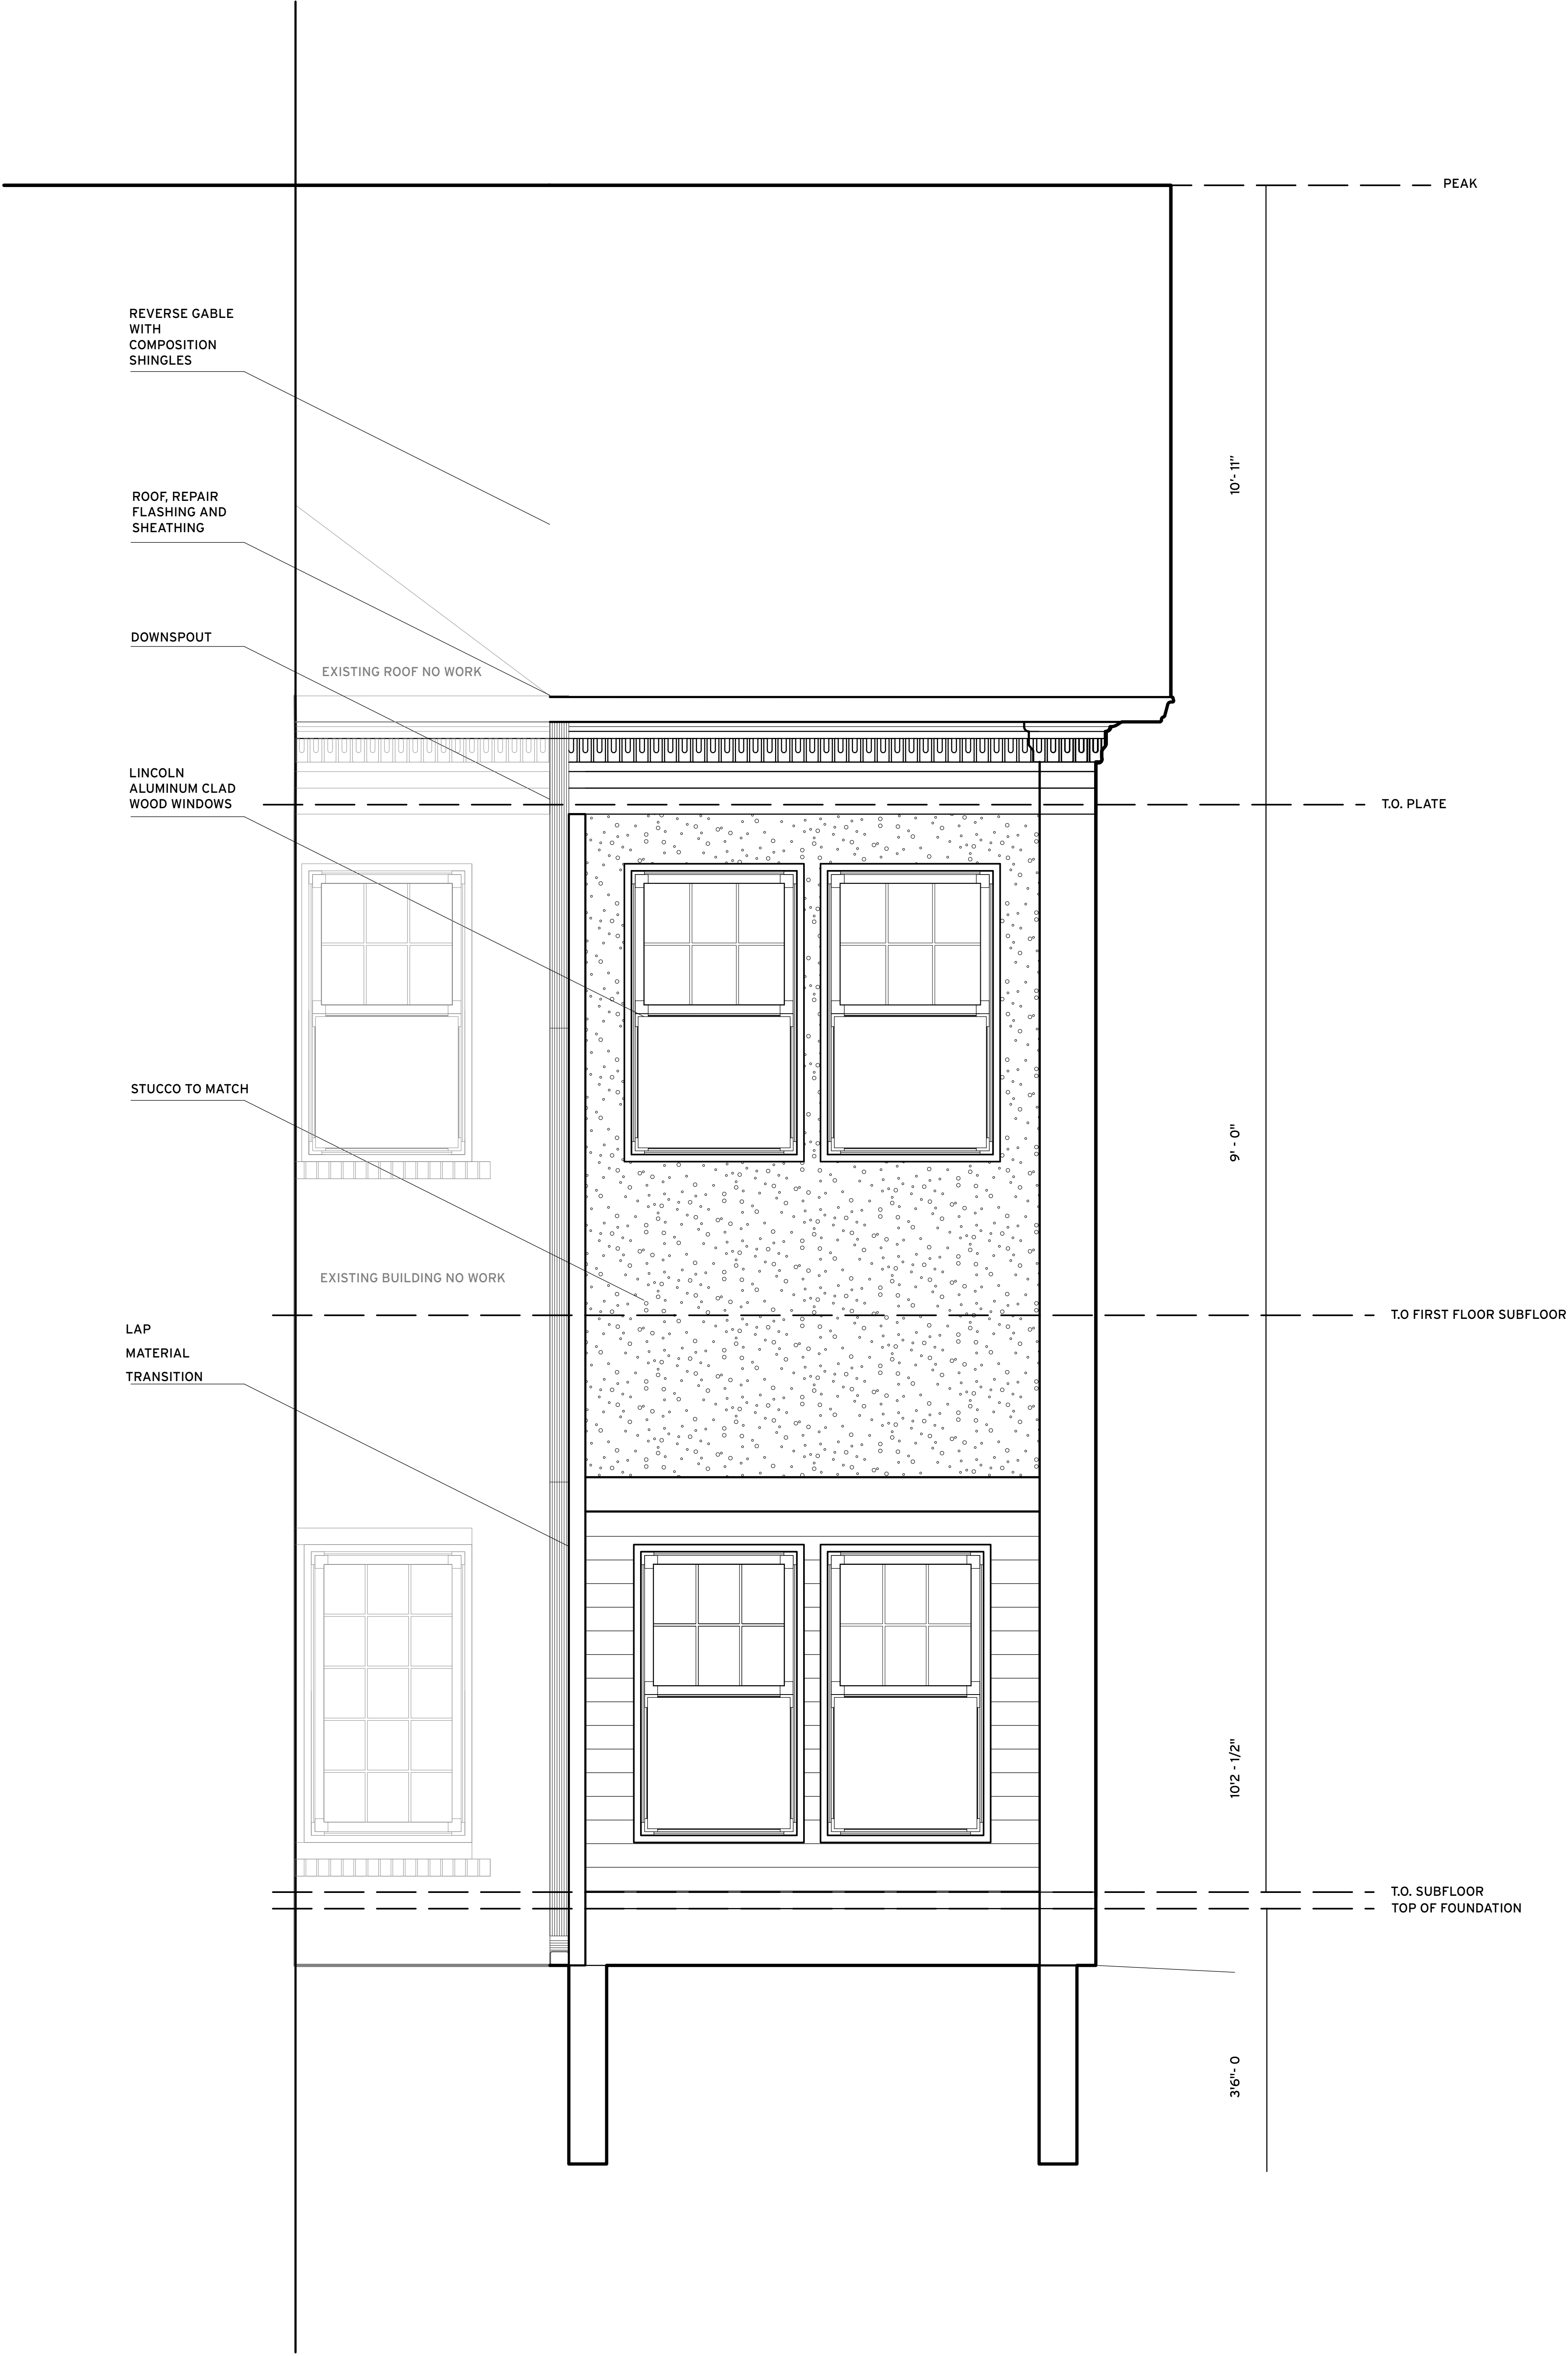 PEAK
REVERSE GABLE
WITH
COMPOSITION
SHINGLES
10'- 11"
ROOF, REPAIR
FLASHING AND
SHEATHING
DOWNSPOUT
EXISTING ROOF NO WORK
LINCOLN
ALUMINUM CLAD
WOOD WINDOWS
T.O. PLATE
STUCCO TO MATCH
9' - 0"
EXISTING BUILDING NO WORK
T.O FIRST FLOOR SUBFLOOR
LAP
MATERIAL
TRANSITION
10'2 - 1/2"
T.O. SUBFLOOR
TOP OF FOUNDATION
3'6"- 0